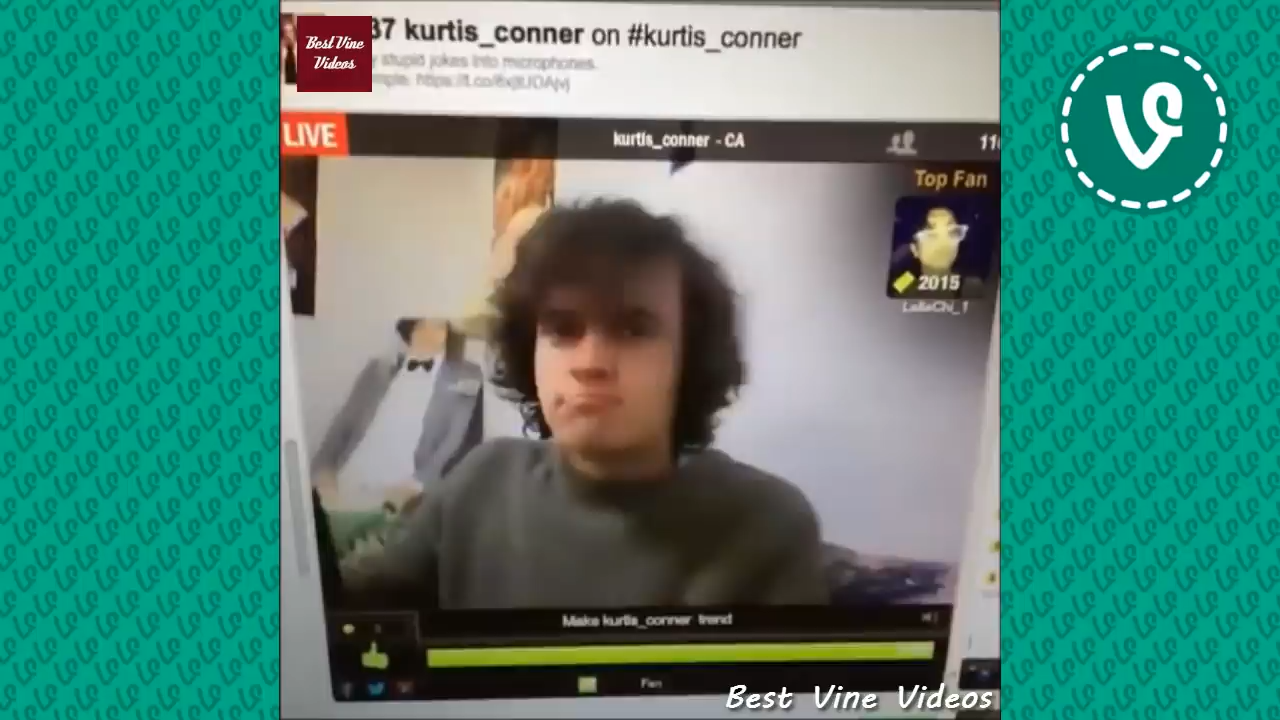 Best Vine
Videos
37 kurtis_conner on #kurtis_conner
stupid jokes into microphones.
LIVE
kurtis_conner - CA
Top Fan
2015
Make kurtis_conner trend
Fan
Best Vine Videos